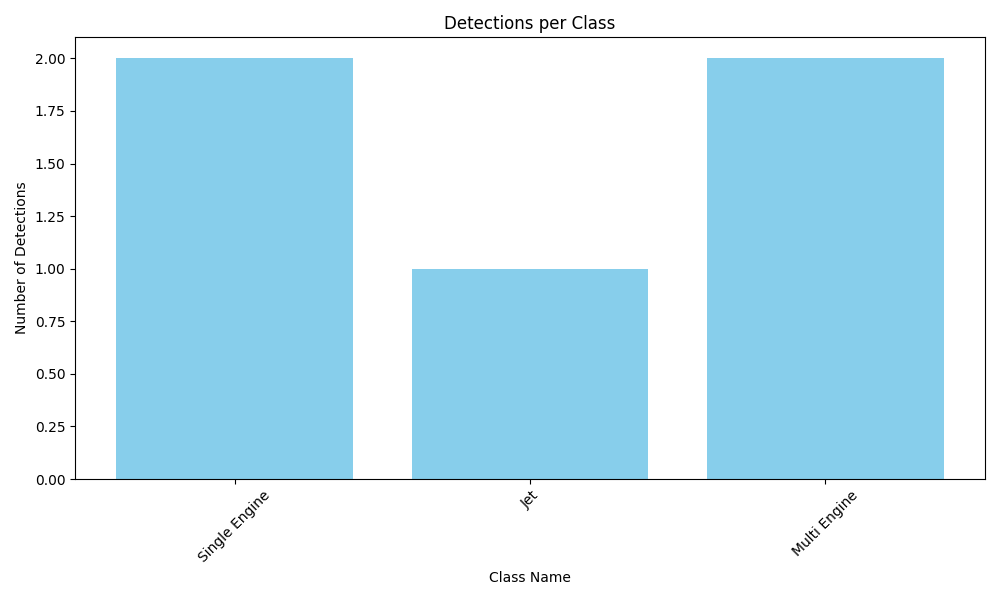 Detections per Class
Number of Detections
2.00
1.75
1.50
1.25
1.00
0.75
0.50
0.25
0.00
Single Engine
Jet
Multi Engine
Class Name